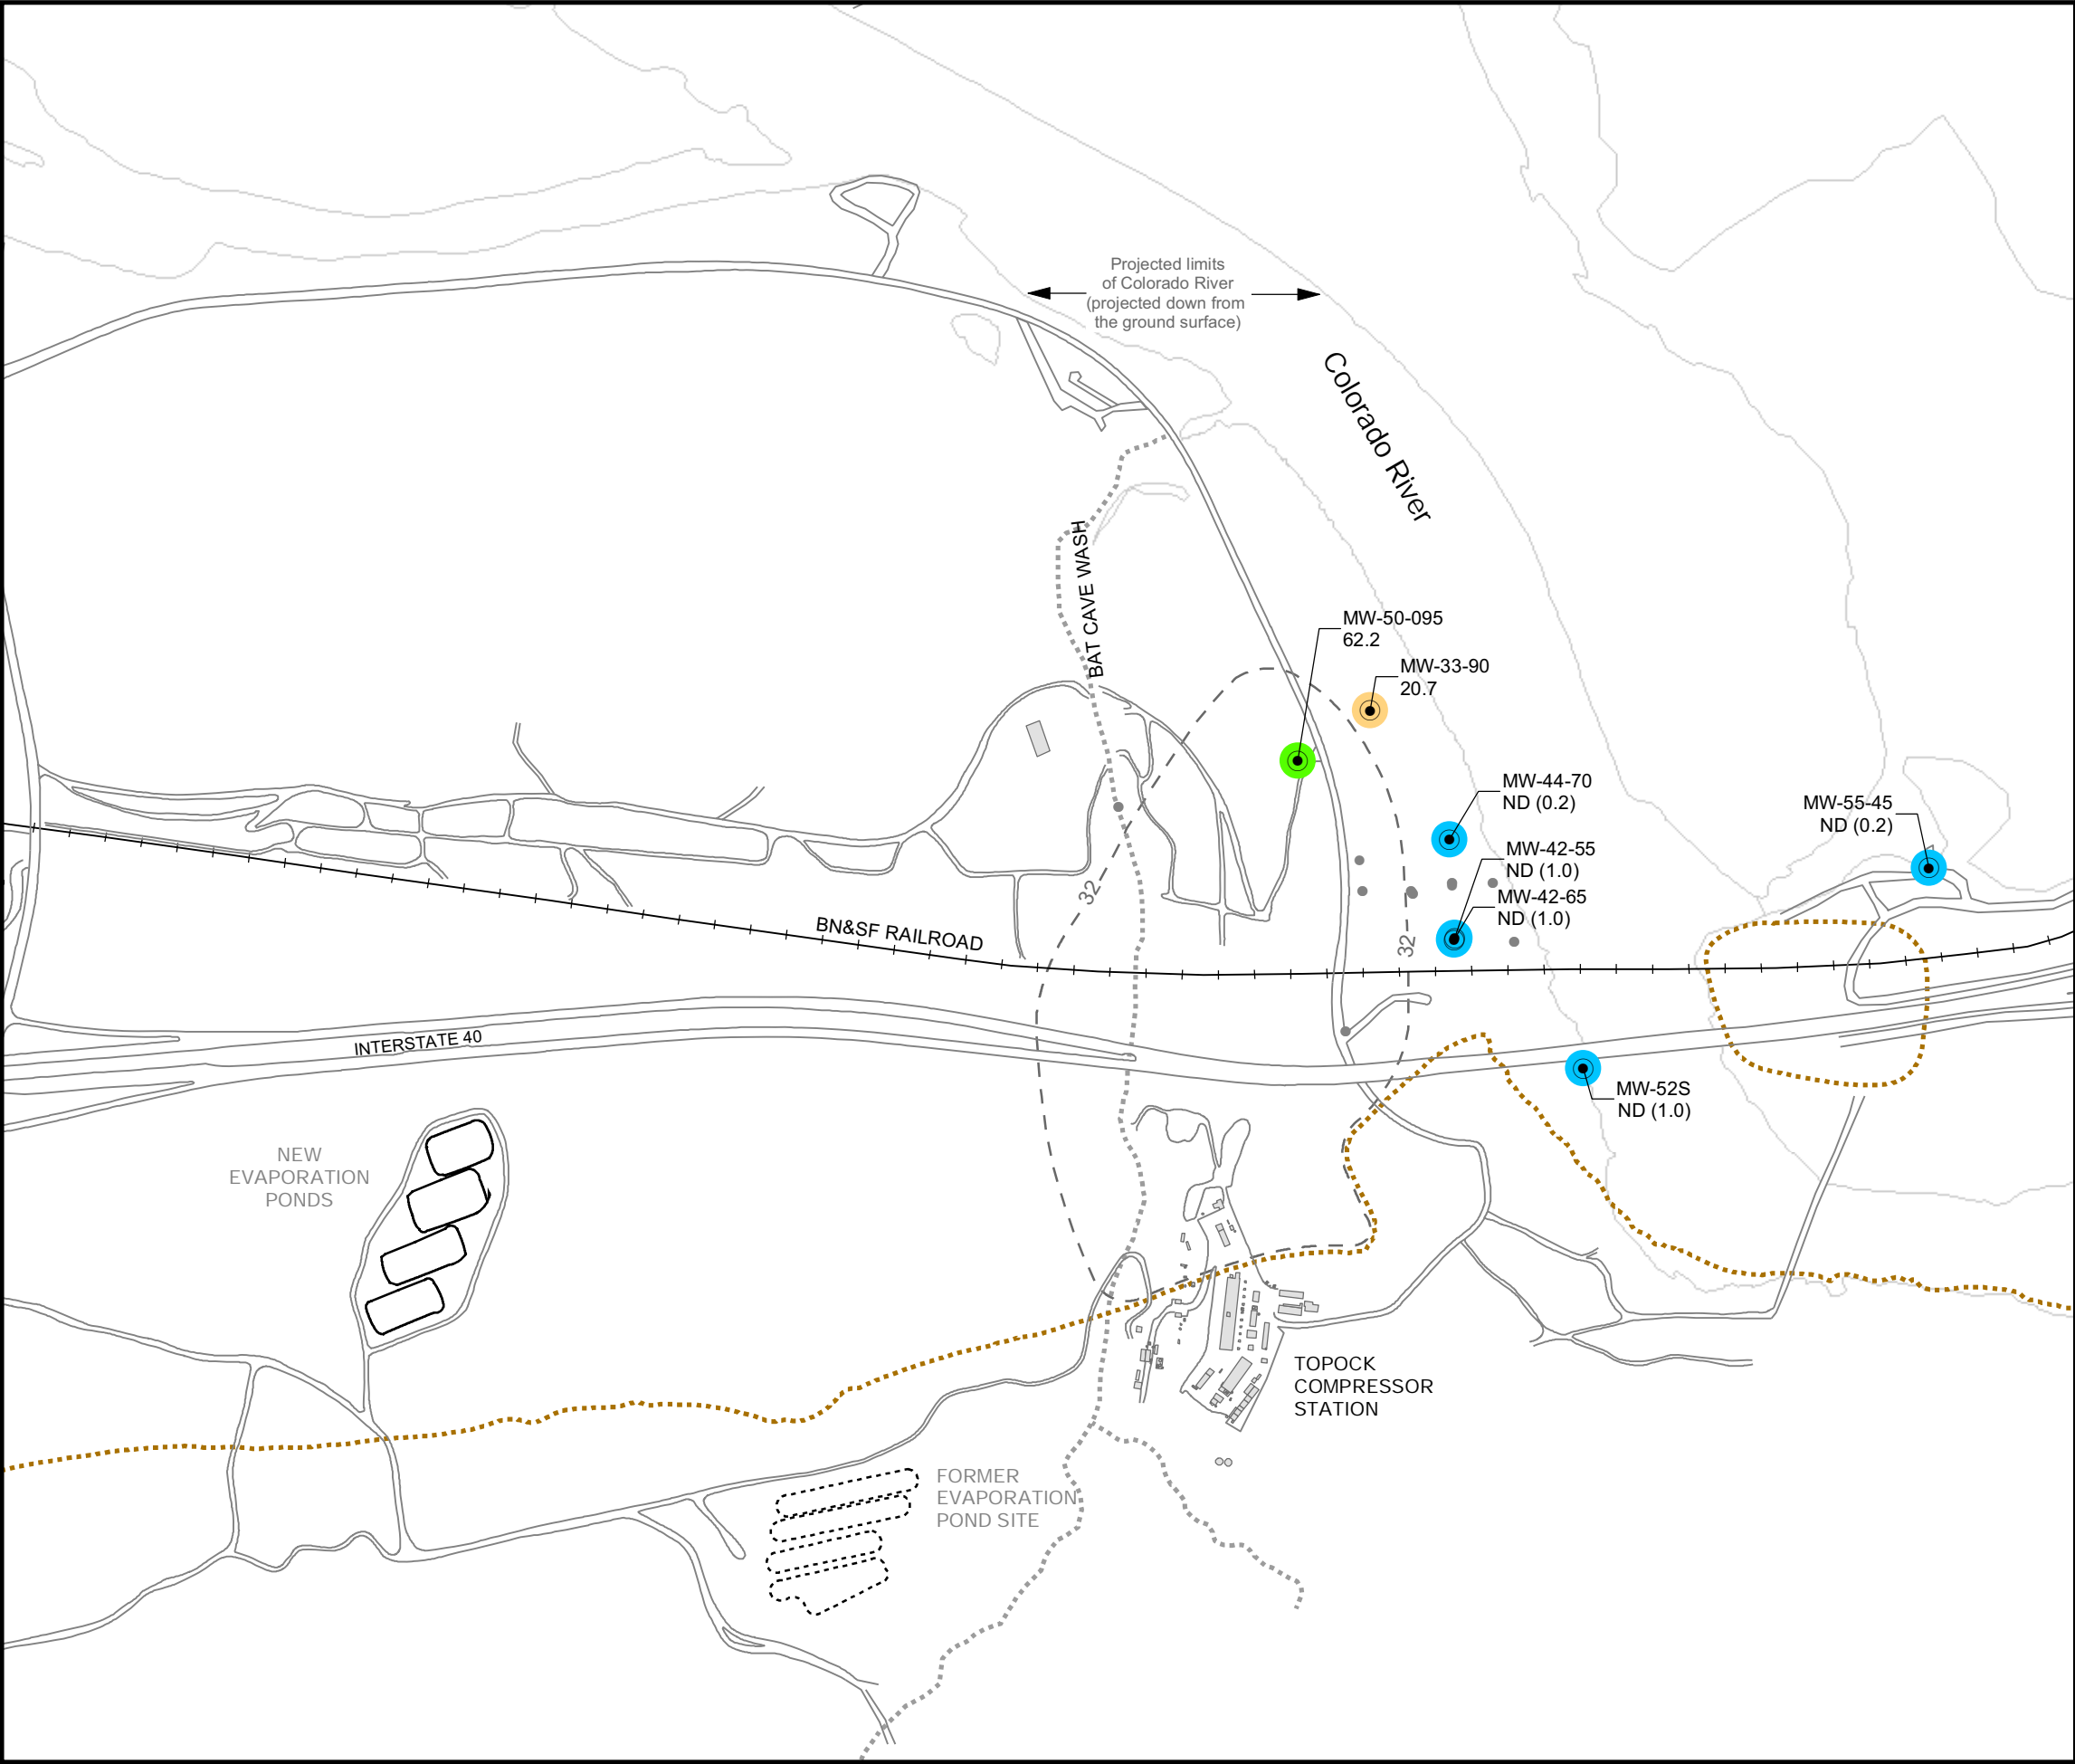 Projected limits
of Colorado River
(projected down from
the ground surface)
Colorado River
BAT CAVE WASH
MW-50-095
62.2
MW-33-90
20.7
MW-44-70
ND (0.2)
MW-55-45
ND (0.2)
MW-42-55
ND (1.0)
MW-42-65
ND (1.0)
32
32
BN&SF RAILROAD
INTERSTATE 40
MW-52S
ND (1.0)
NEW
EVAPORATION
PONDS
TOPOCK
COMPRESSOR
STATION
FORMER
EVAPORATION
POND SITE